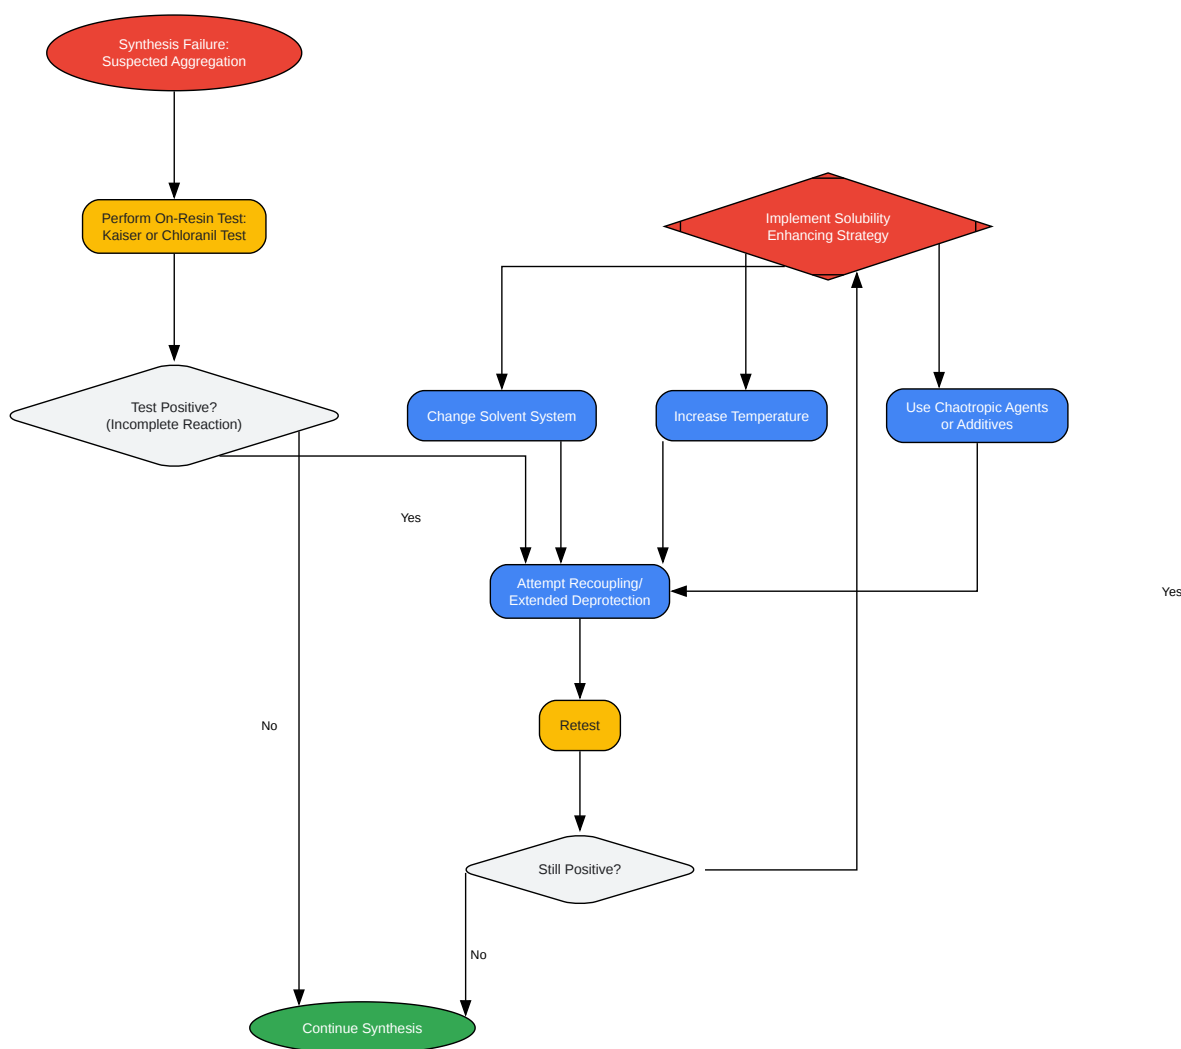 Synthesis Failure:
Suspected Aggregation
Perform On-Resin Test:
Kaiser or Chloranil Test
Implement Solubility
Enhancing Strategy
Test Positive?
(Incomplete Reaction)
Change Solvent System
Increase Temperature
Use Chaotropic Agents
or Additives
Yes
Attempt Recoupling/
Extended Deprotection
Yes
No
Retest
Still Positive?
No
Continue Synthesis